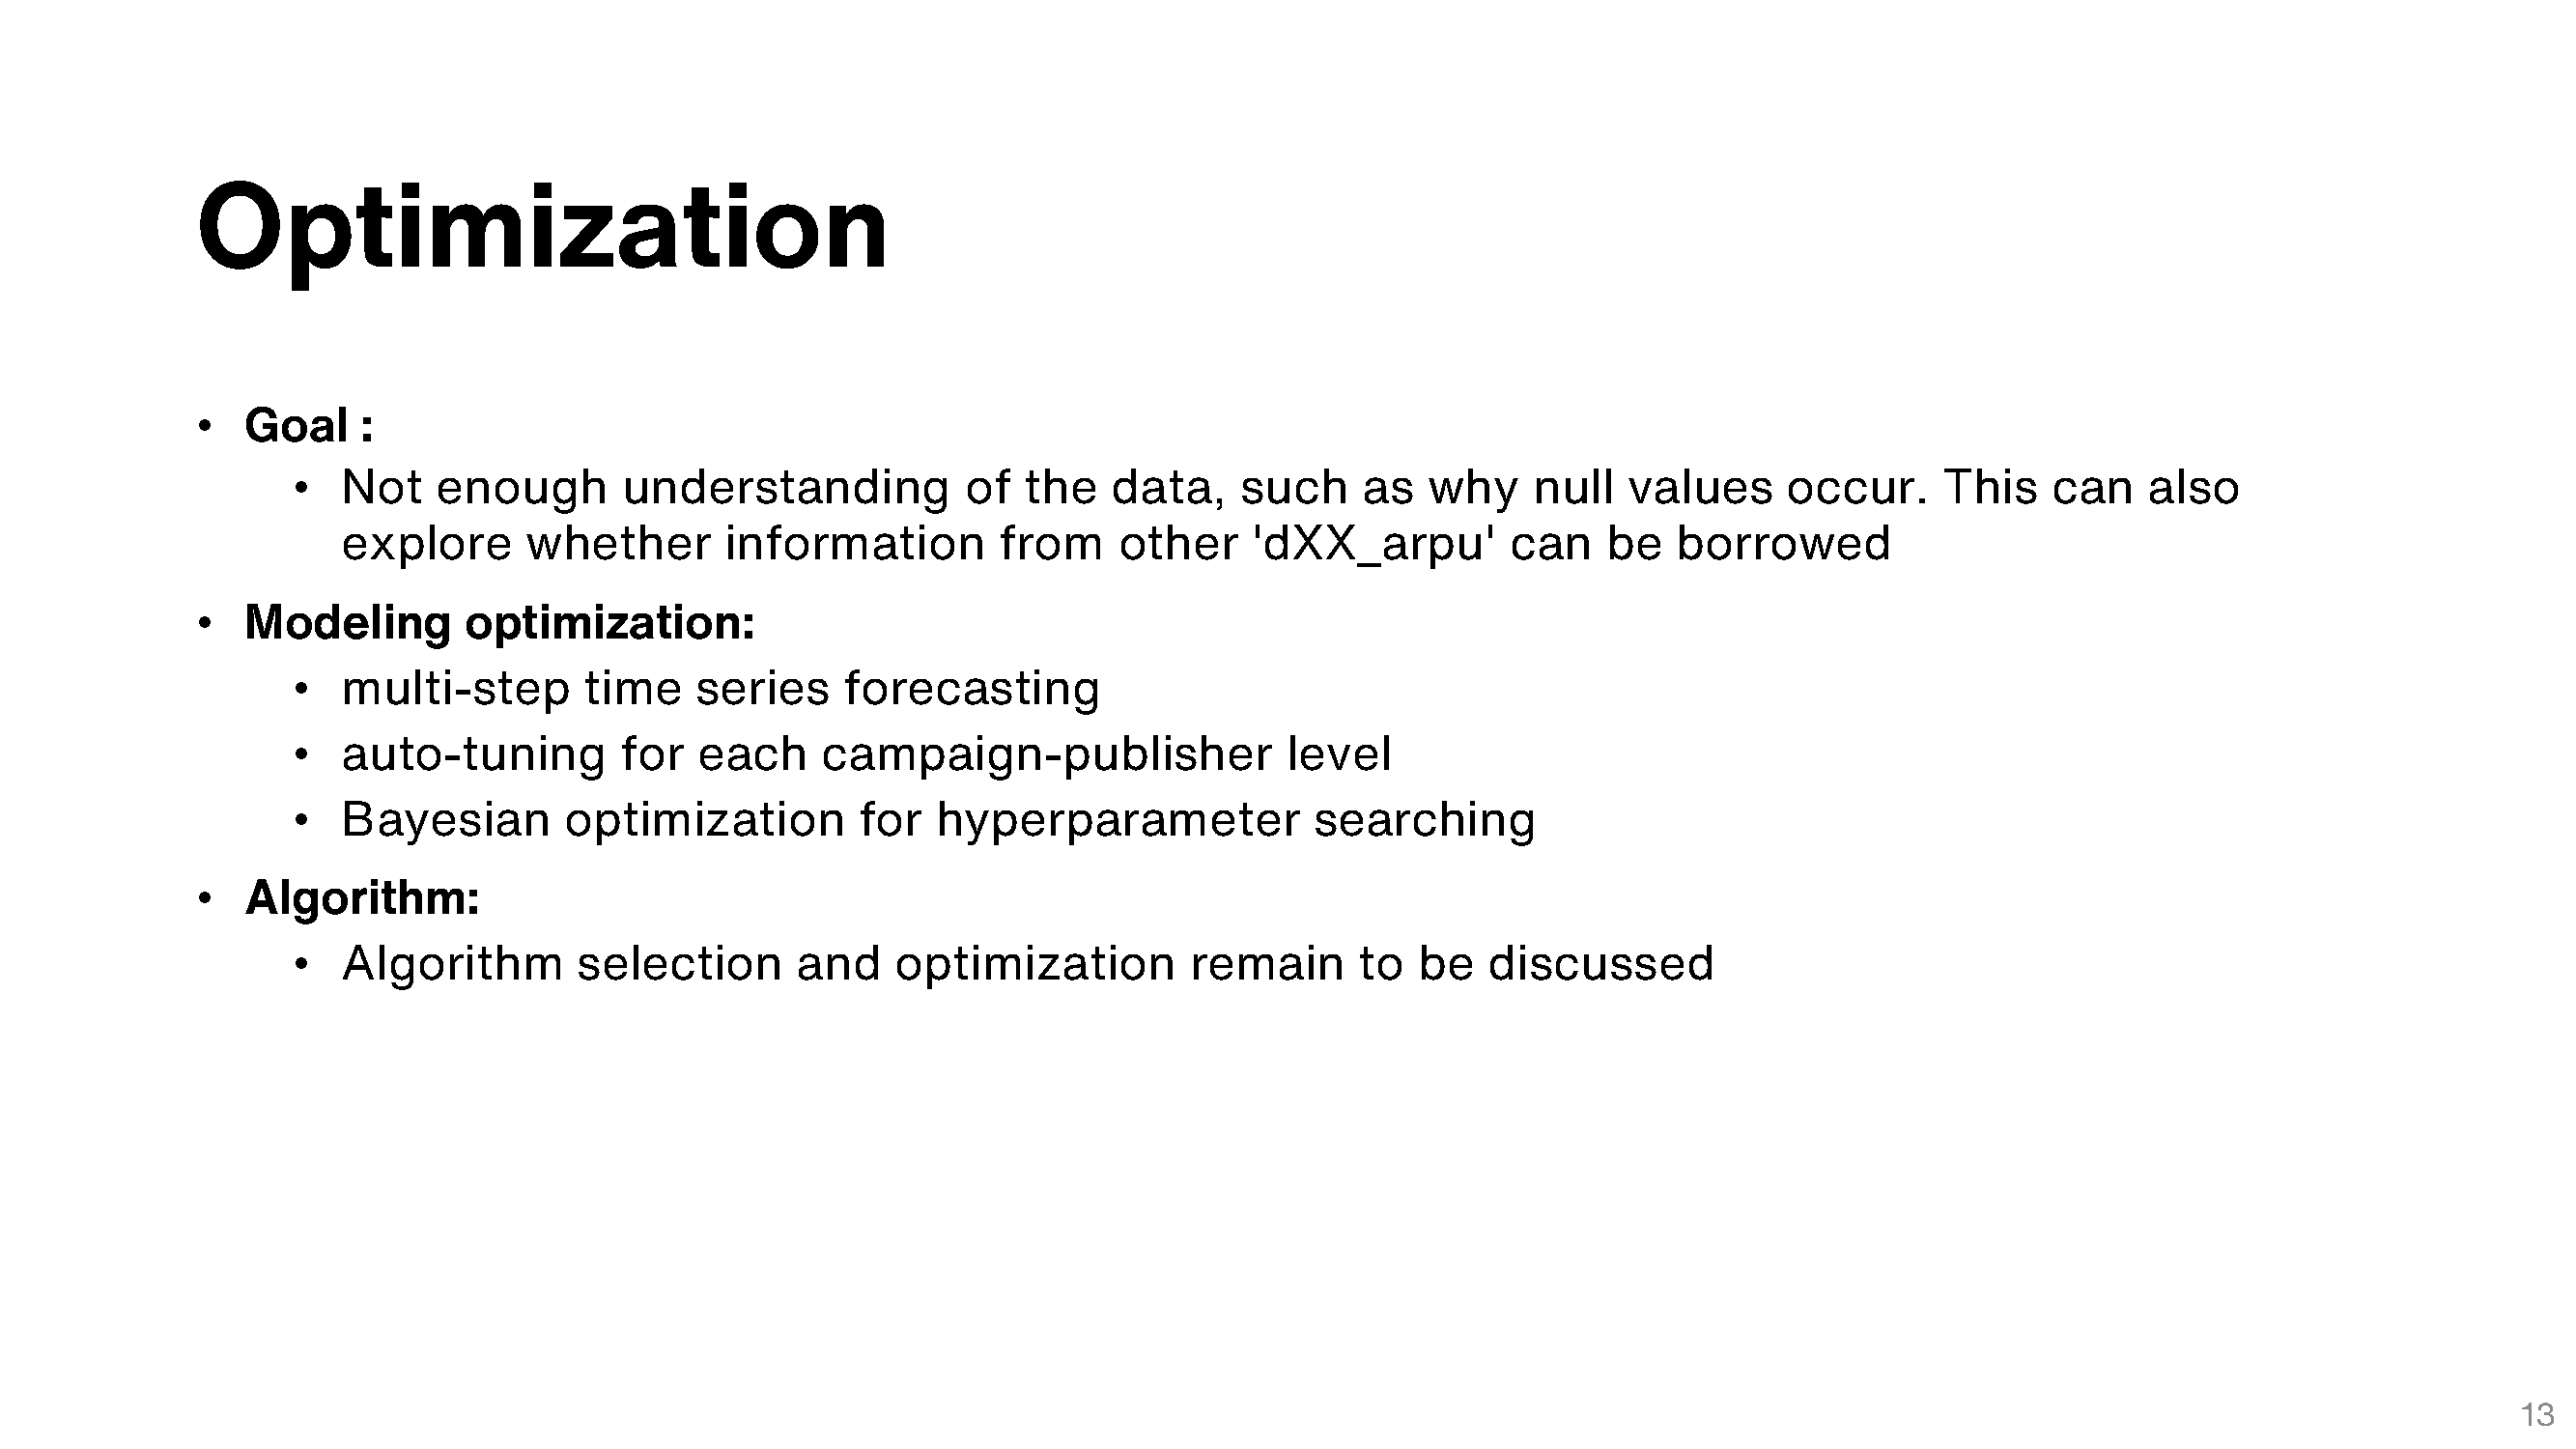 Optimization
• Goal :
• Not enough understanding of the data, such as why null values occur. This can also
explore whether information from other 'dXX_arpu' can be borrowed
• Modeling optimization:
• multi-step time series forecasting
• auto-tuning for each campaign-publisher level
• Bayesian optimization for hyperparameter searching
• Algorithm:
• Algorithm selection and optimization remain to be discussed
13